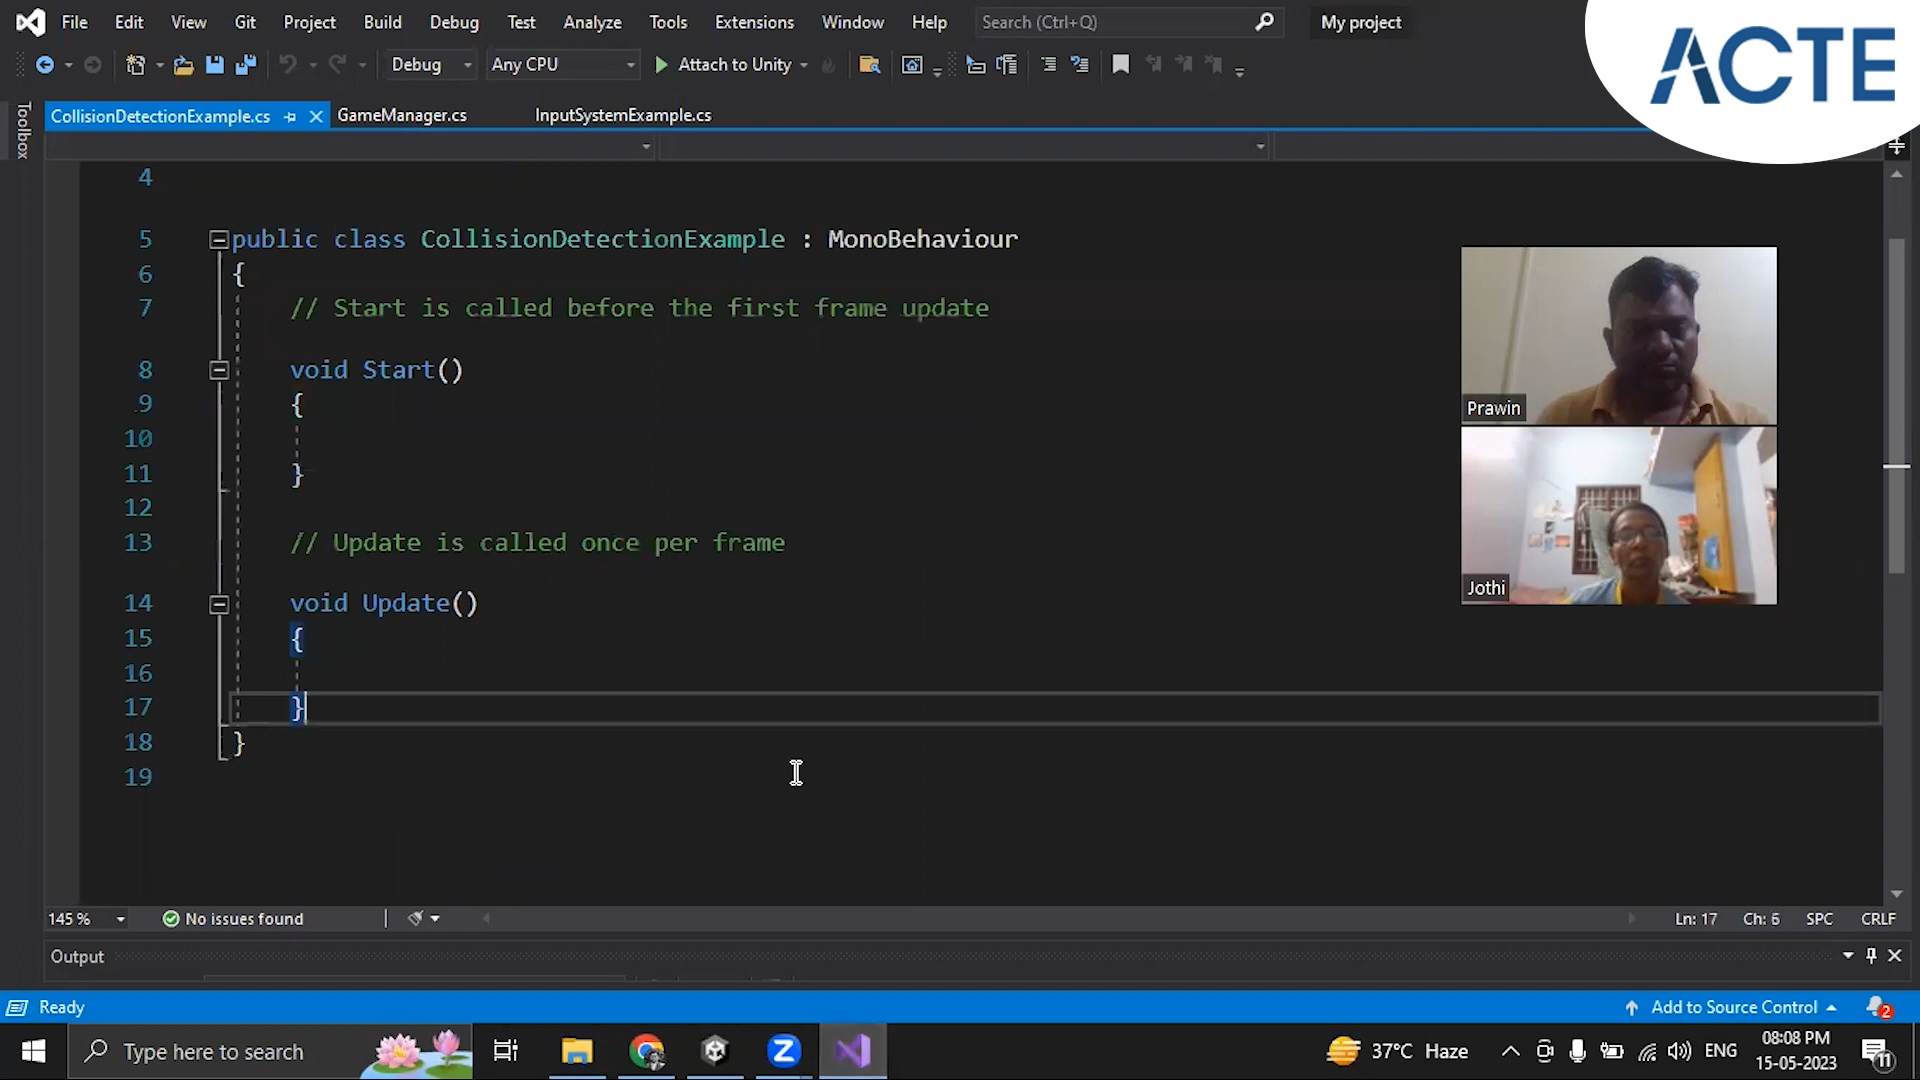 File Edit View Git Project Build Debug Test Analyze Tools Extensions Window Help Search (Ctrl+Q) My project
ACTE
Debug Any CPU Attach to Unity
Toolbox
CollisionDetectionExample.cs GameManager.cs InputSystemExample.cs
4
5 public class CollisionDetectionExample : MonoBehaviour
6 {
7 // Start is called before the first frame update
8 void Start()
9 {
10
11 }
12
13 // Update is called once per frame
14 void Update()
15 {
16
17 }
18 }
19
Prawin
Jothi
145 % No issues found Ln: 17 Ch: 6 SPC CRLF
Output
Ready Add to Source Control 2
Type here to search Z 37°C Haze ENG 08:08 PM
15-05-2023 11